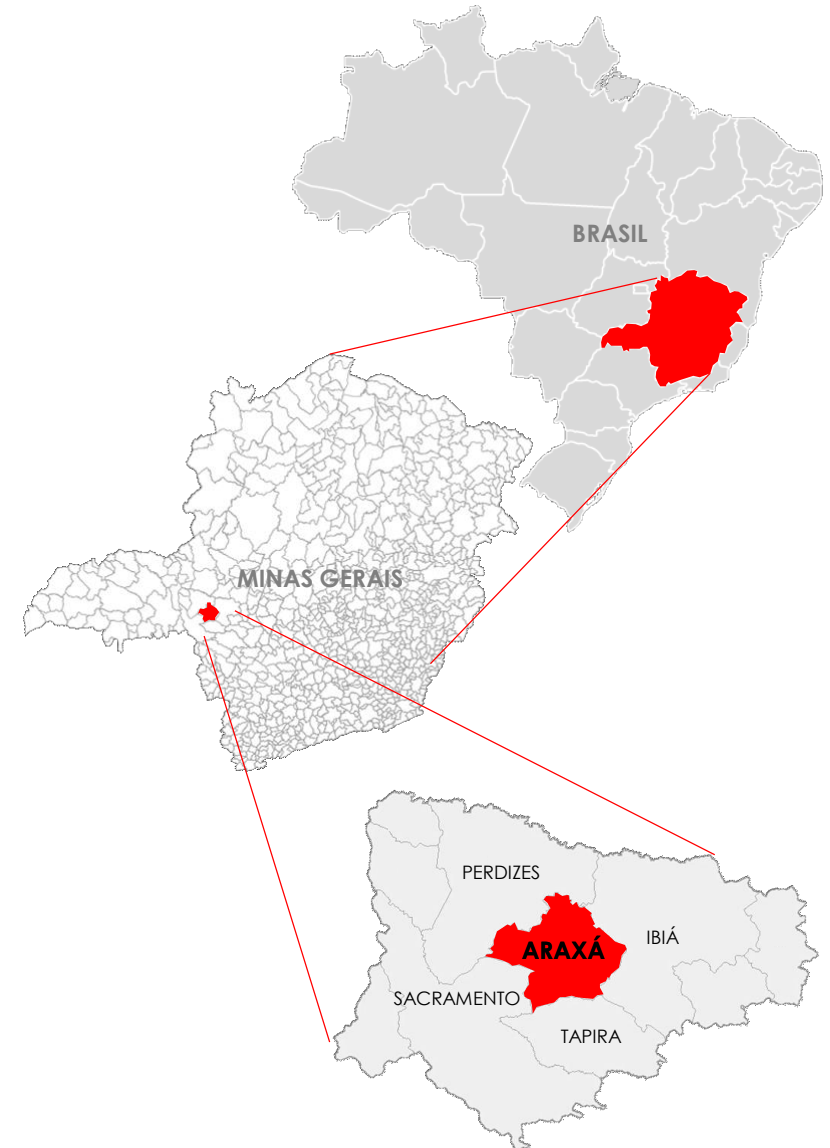 BRASIL
MINAS GERAIS
PERDIZES
IBIÁ
ARAXÁ
SACRAMENTO
TAPIRA